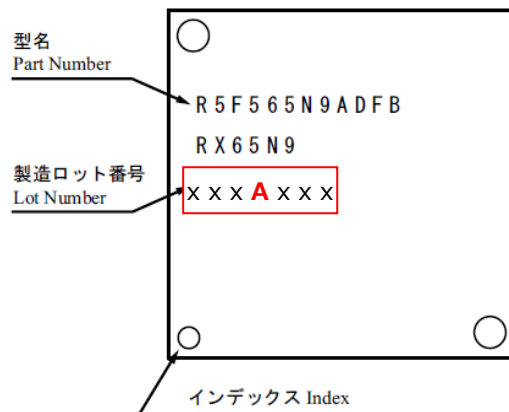 型名
Part Number
R5F565N9ADFB
RX65N9
製造ロット番号
Lot Number
x x x A x x x
インデックス Index